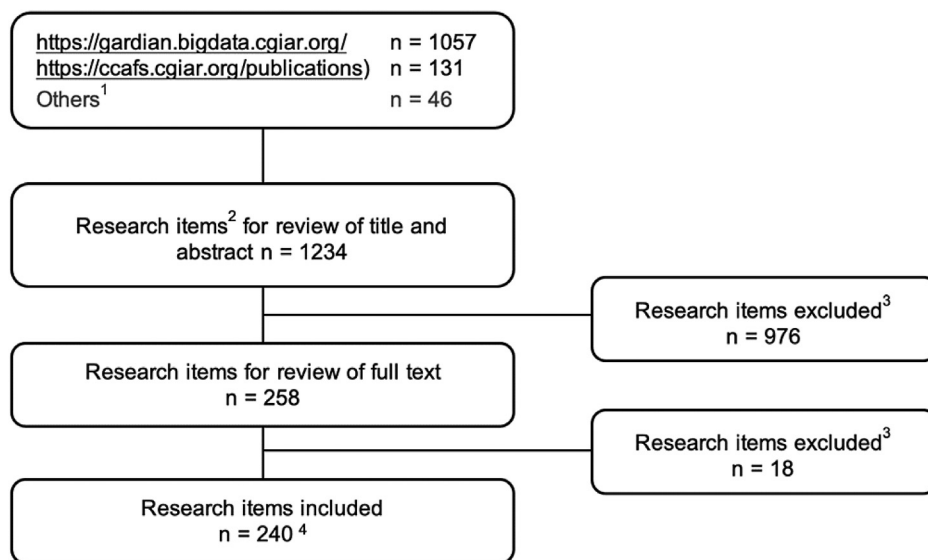 https://gardian.bigdata.cgiar.org/ n = 1057
https://ccafs.cgiar.org/publications) n = 131
Others¹ n = 46
Research items² for review of title and
abstract n = 1234
Research items excluded³
n = 976
Research items for review of full text
n = 258
Research items excluded³
n = 18
Research items included
n = 240 ⁴